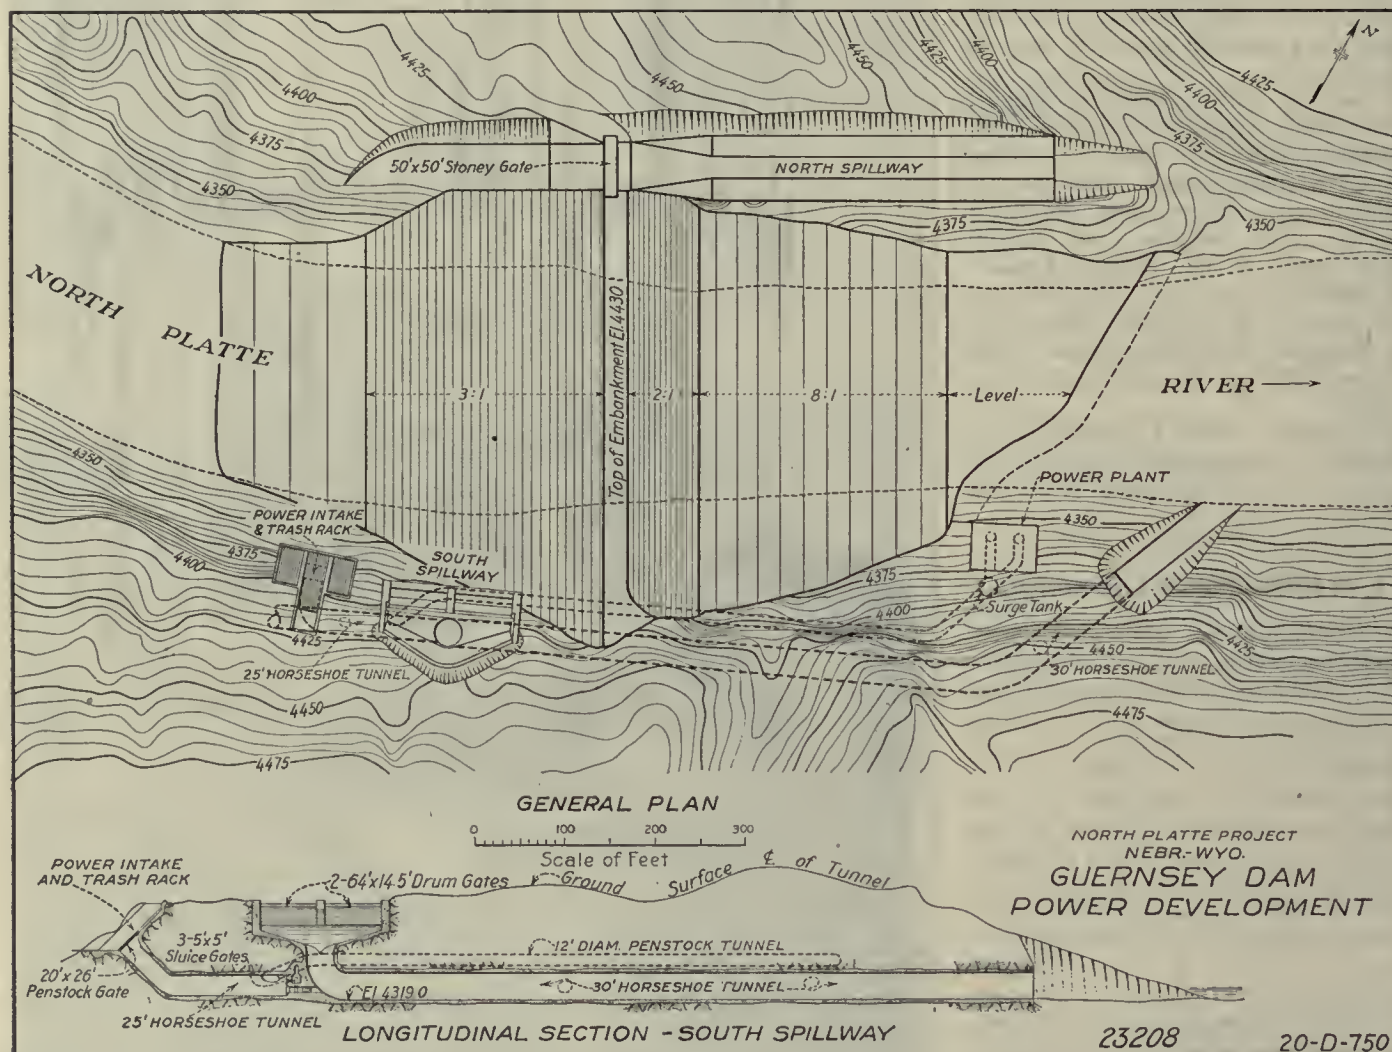 N
4425
4400
4375
4350
4450
4425
4400
4450
4425
4400
4375
4350
4375
50'x50' Stoney Gate
NORTH SPILLWAY
NORTH
PLATTE
RIVER
3:1
Top of Embankment El. 4430
2:1
8:1
Level
4350
POWER INTAKE
& TRASH RACK
4375
4400
4425
SOUTH
SPILLWAY
25' HORSESHOE TUNNEL
4450
4475
POWER PLANT
4350
4375
4400
Surge Tank
4425
4450
30' HORSESHOE TUNNEL
4475
GENERAL PLAN
0 100 200 300
Scale of Feet
NORTH PLATTE PROJECT
NEBR.-WYO.
GUERNSEY DAM
POWER DEVELOPMENT
POWER INTAKE
AND TRASH RACK
2-64'x14.5' Drum Gates
Ground Surface ℄ of Tunnel
3-5'x5'
Sluice Gates
20'x26'
Penstock Gate
12' DIAM. PENSTOCK TUNNEL
30' HORSESHOE TUNNEL
El. 4319.0
25' HORSESHOE TUNNEL
LONGITUDINAL SECTION - SOUTH SPILLWAY
23208
20-D-750